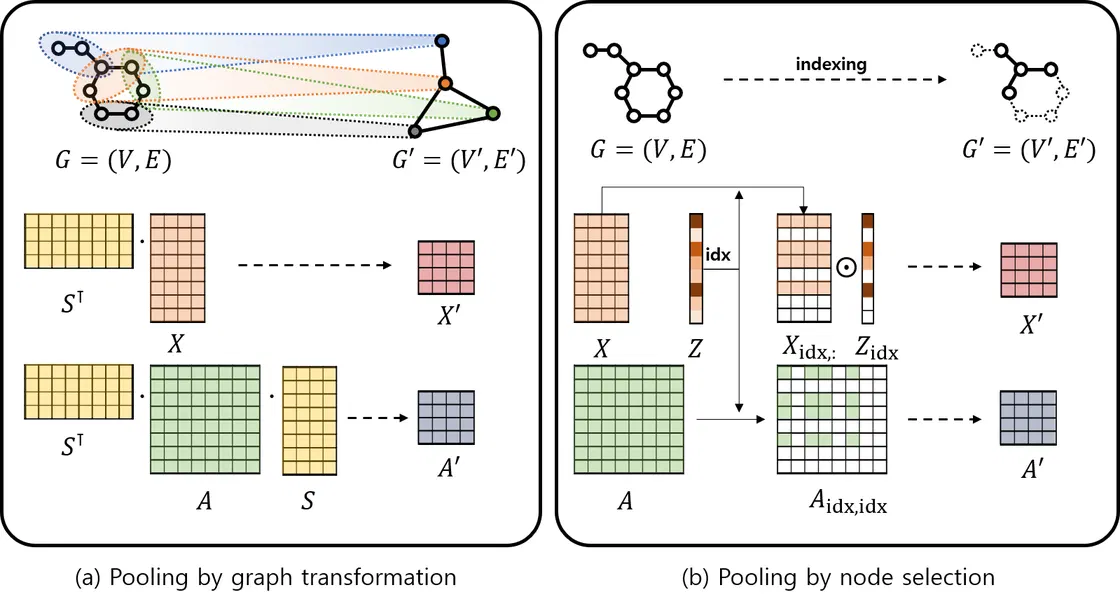 G = (V, E)
G′ = (V′, E′)
S⊺
·
X
X′
S⊺
·
A
·
S
A′
(a) Pooling by graph transformation
indexing
G = (V, E)
G′ = (V′, E′)
idx
⊙
X
Z
X_idx,:
Z_idx
X′
A
A_idx,idx
A′
(b) Pooling by node selection